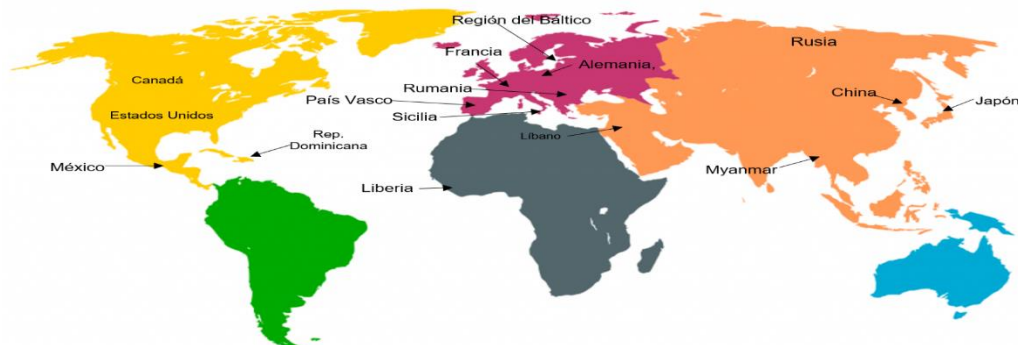 Región del Báltico
Francia
Alemania,
Rusia
Canadá
Rumania
China
País Vasco
Japón
Estados Unidos
Sicilia
Líbano
Rep.
Dominicana
México
Myanmar
Liberia